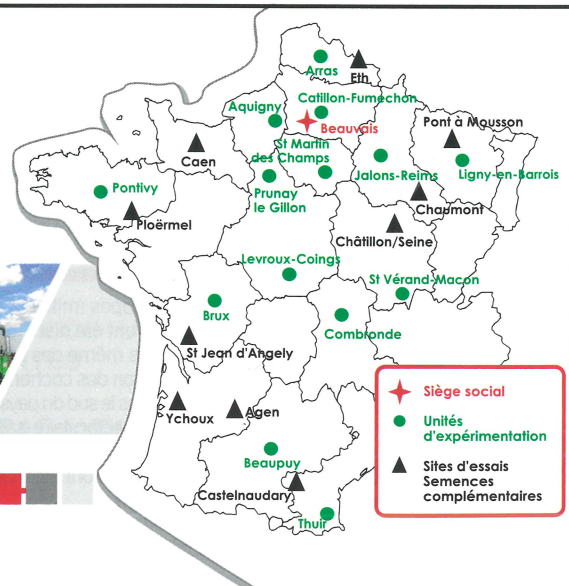 Arras
Eth
Catillon-Fumechon
Aquigny
Beauvais
Pont à Mousson
Caen
St Martin
des Champs
Jalons-Reims
Ligny-en-Barrois
Pontivy
Prunay
le Gillon
Chaumont
Ploërmel
Châtillon/Seine
Levroux-Coings
St Vérand-Macon
Brux
Combronde
St Jean d'Angely
Ychoux
Agen
Beaupuy
Castelnaudary
Thuir
Siège social
Unités
d'expérimentation
Sites d'essais
Semences
complémentaires